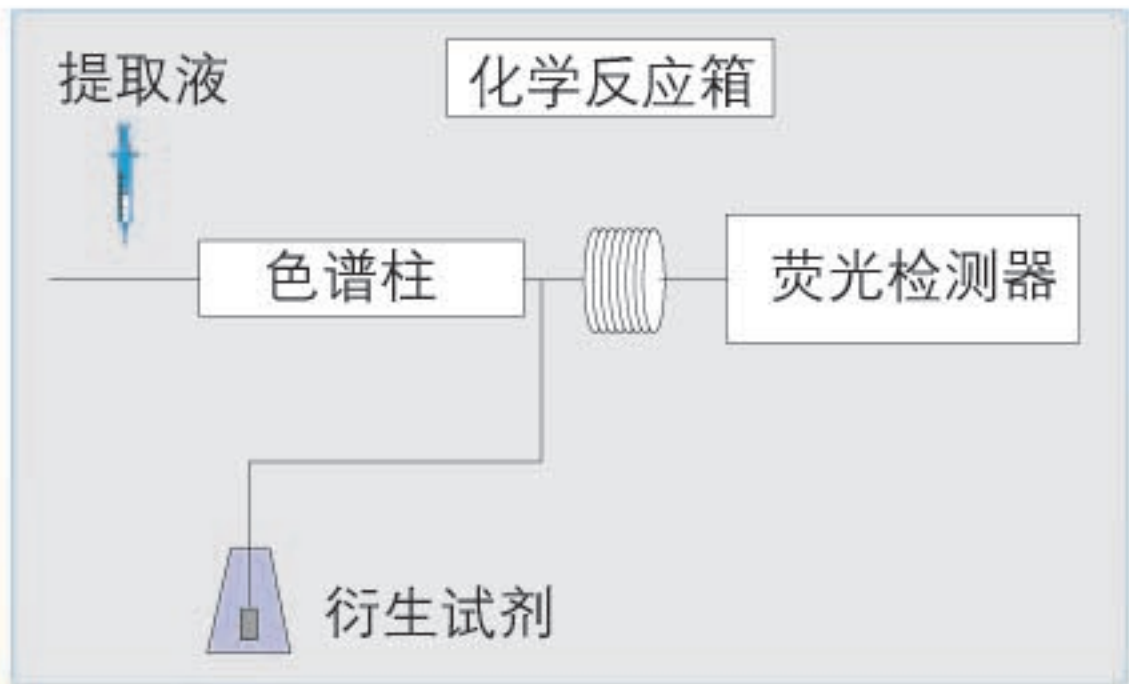 提取液
化学反应箱
色谱柱
荧光检测器
衍生试剂